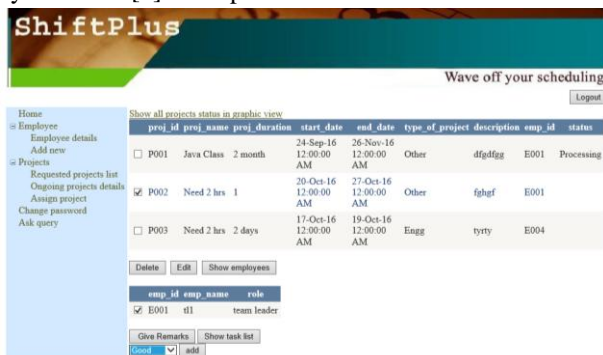 ShiftPlus
Wave off your scheduling
Logout
Home
Employee
Employee details
Add new
Projects
Requested projects list
Ongoing projects details
Assign project
Change password
Ask query
Show all projects status in graphic view
proj_id proj_name proj_duration start_date end_date type_of_project description emp_id status
P001 Java Class 2 month 24-Sep-16 12:00:00 AM 26-Nov-16 12:00:00 AM Other dfgdfgg E001 Processing
P002 Need 2 hrs 1 20-Oct-16 12:00:00 AM 27-Oct-16 12:00:00 AM Other fghgf E001
P003 Need 2 hrs 2 days 17-Oct-16 12:00:00 AM 19-Oct-16 12:00:00 AM Engg tyrty E004
Delete Edit Show employees
emp_id emp_name role
E001 tl1 team leader
Give Remarks Show task list
Good add